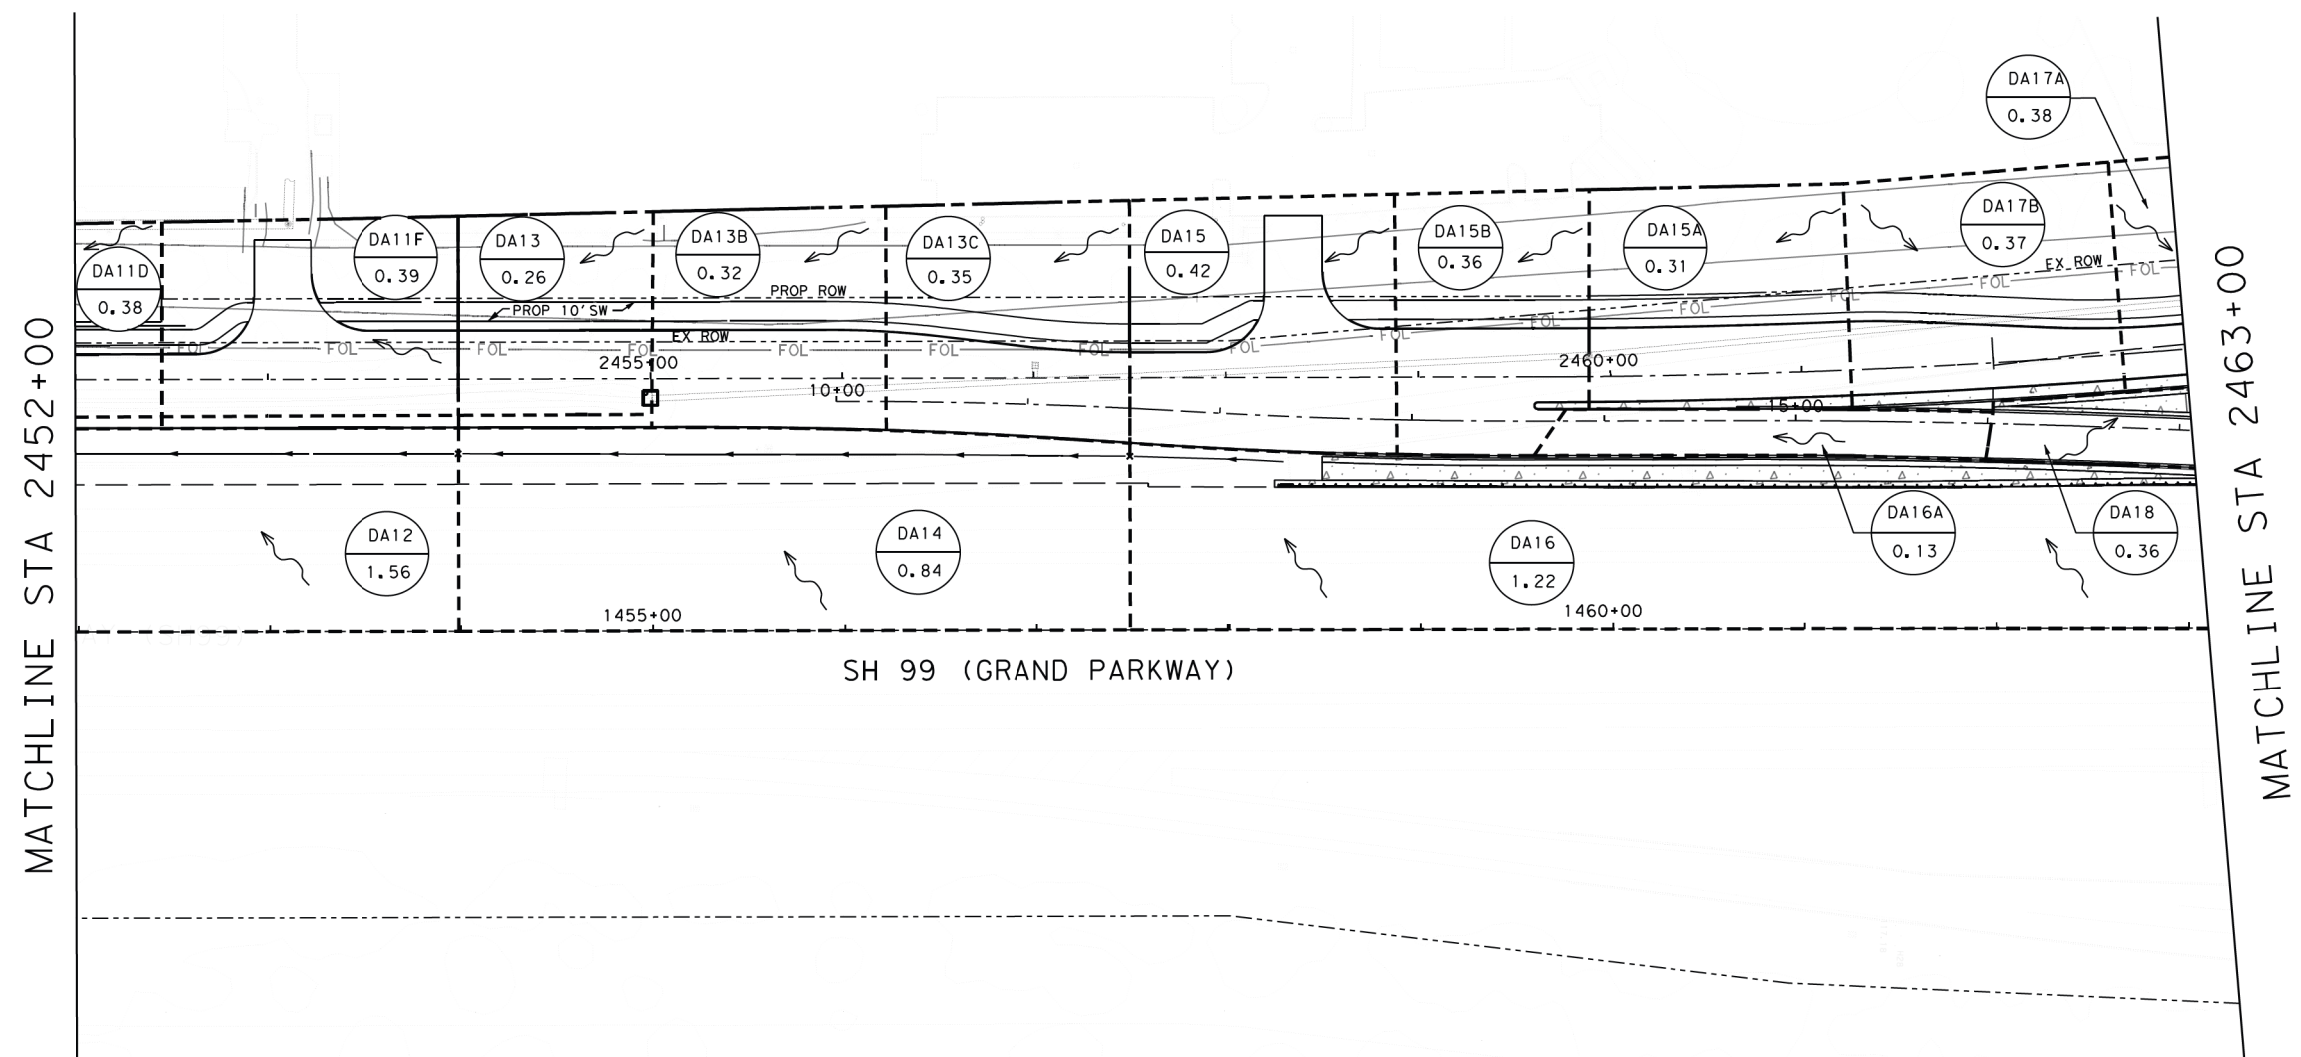 DA17A
0.38
DA11F
0.39
DA13
0.26
DA13B
0.32
DA13C
0.35
DA15
0.42
DA15B
0.36
DA15A
0.31
DA17B
0.37
DA11D
0.38
PROP ROW
PROP 10' SW
EX ROW
EX ROW
FOL
FOL
FOL
FOL
FOL
FOL
FOL
FOL
FOL
FOL
FOL
FOL
FOL
FOL
2455+00
10+00
2460+00
15+00
DA12
1.56
DA14
0.84
DA16
1.22
DA16A
0.13
DA18
0.36
1455+00
1460+00
SH 99 (GRAND PARKWAY)
MATCHLINE STA 2452+00
MATCHLINE STA 2463+00